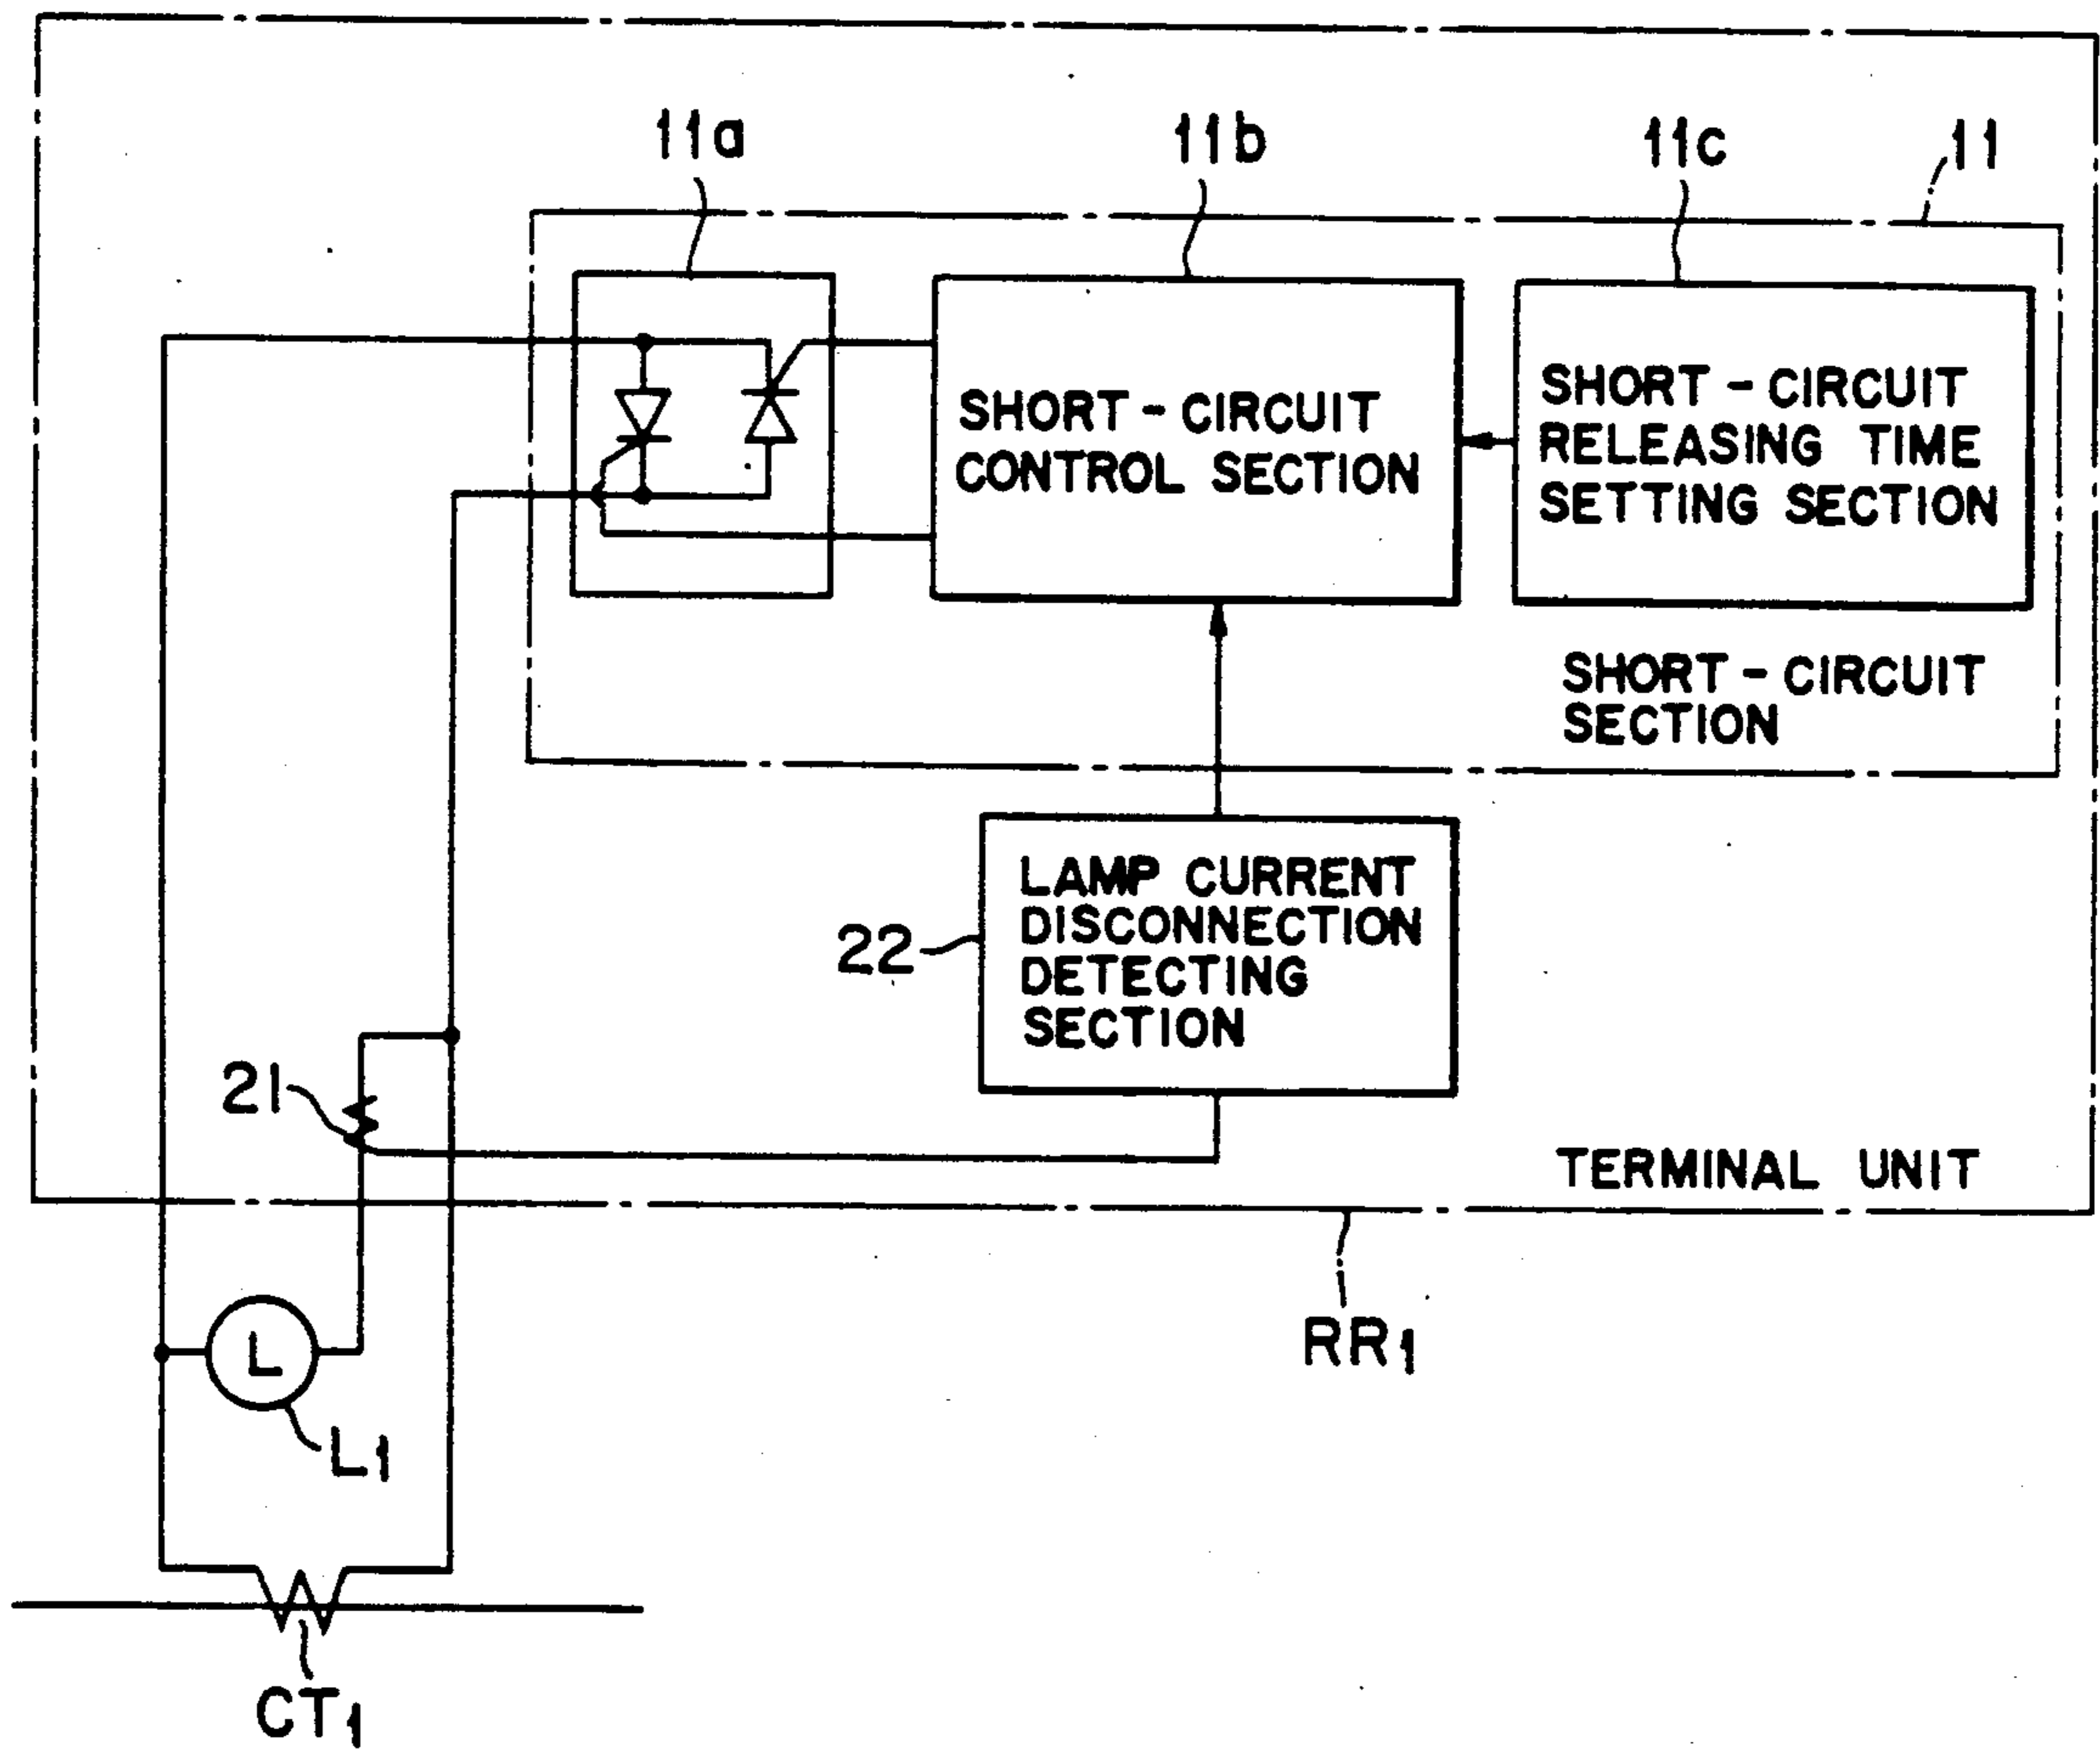 11a
11b
11c
11
SHORT-CIRCUIT
CONTROL SECTION
SHORT-CIRCUIT
RELEASING TIME
SETTING SECTION
SHORT-CIRCUIT
SECTION
22
LAMP CURRENT
DISCONNECTION
DETECTING
SECTION
21
TERMINAL UNIT
RR1
L
L1
CT1